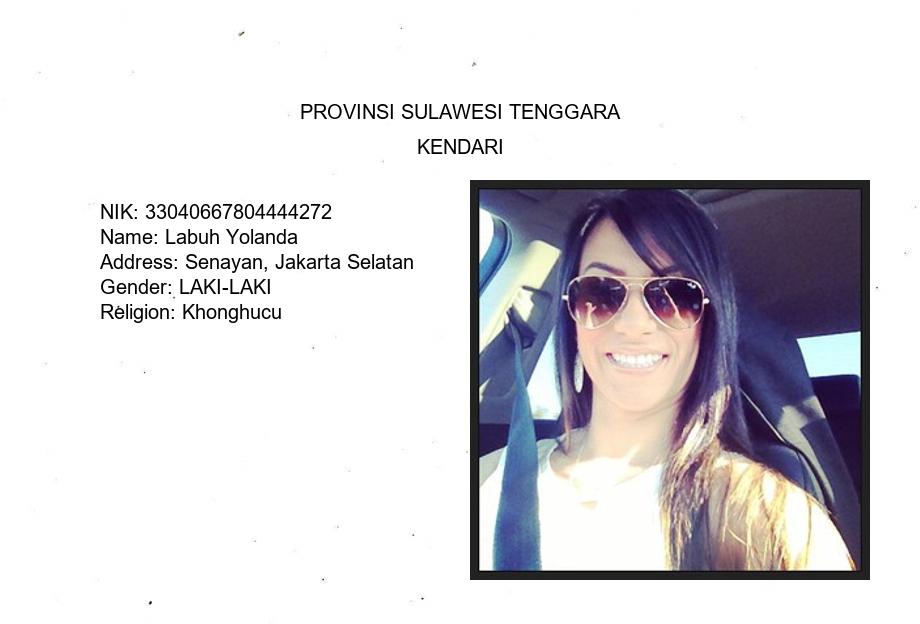 PROVINSI SULAWESI TENGGARA
KENDARI
NIK: 33040667804444272
Name: Labuh Yolanda
Address: Senayan, Jakarta Selatan
Gender: LAKI-LAKI
Religion: Khonghucu